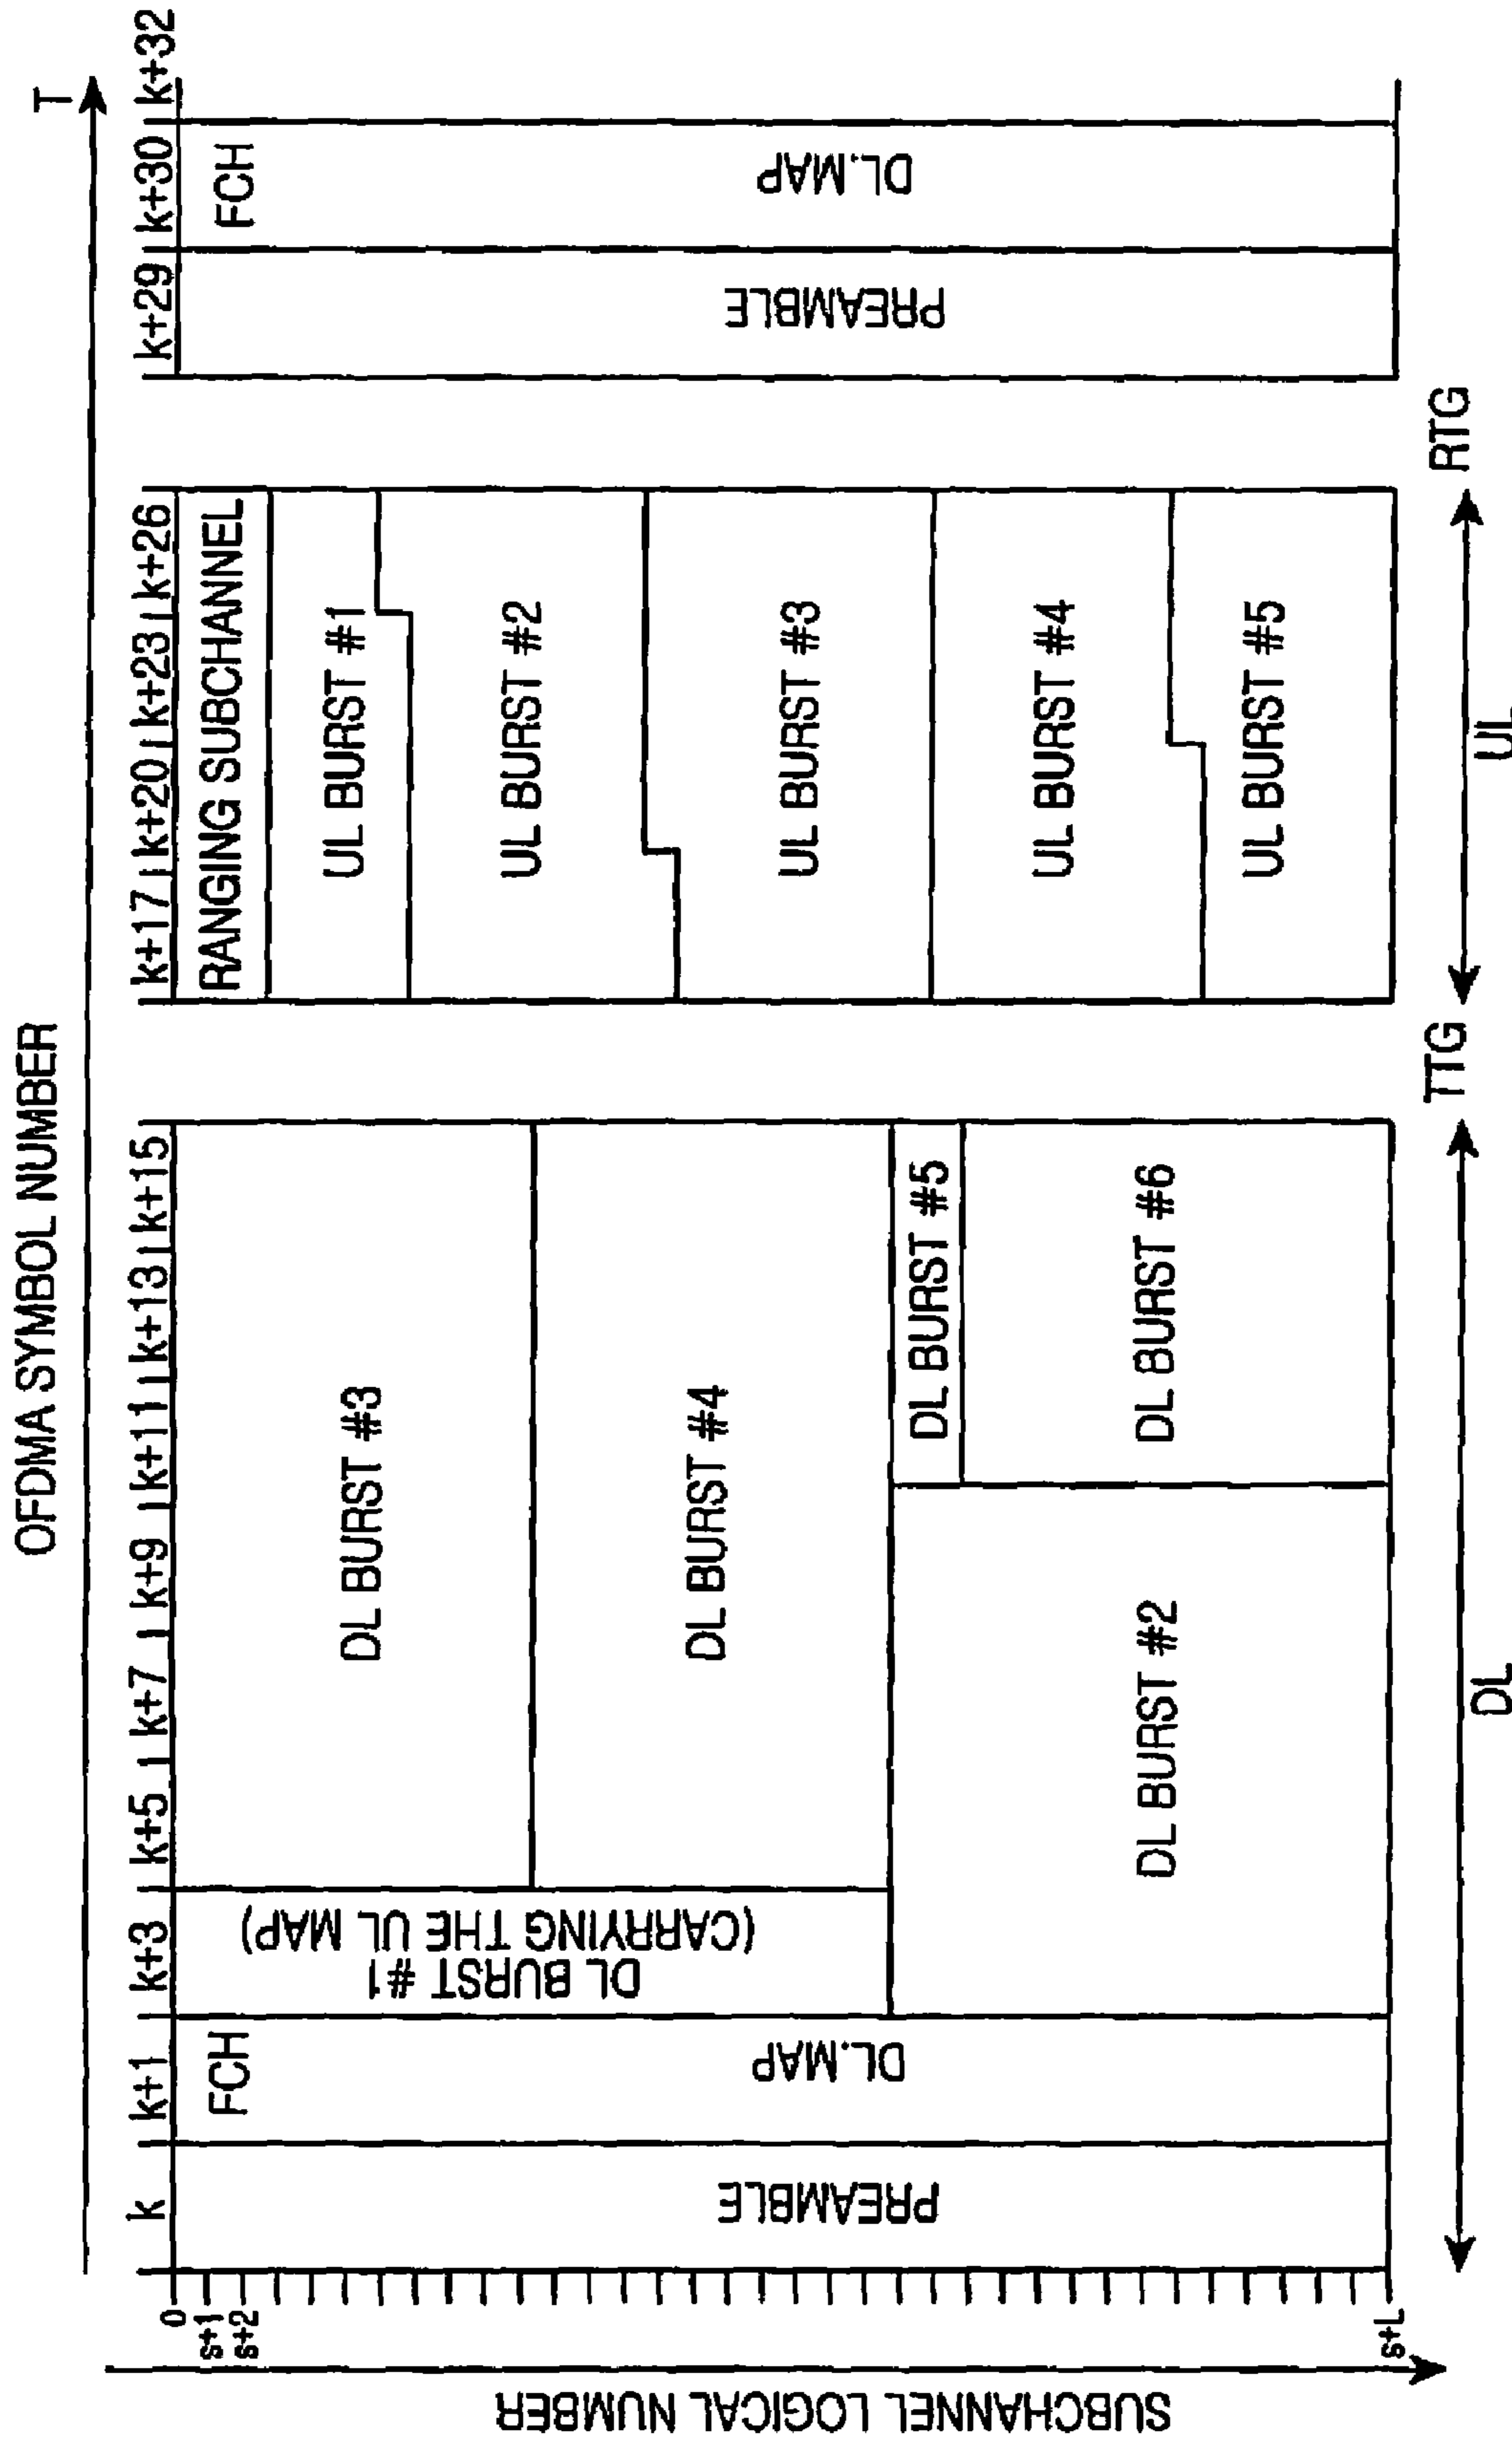 OFDMA SYMBOL NUMBER
T
k
k+1
k+3
k+5
k+7
k+9
k+11
k+13
k+15
k+17
k+20
k+23
k+26
k+29
k+30
k+32
SUBCHANNEL LOGICAL NUMBER
0
s+1
s+2
s+L
PREAMBLE
FCH
DL.MAP
DL BURST #1
(CARRYING THE UL MAP)
DL BURST #3
DL BURST #4
DL BURST #2
DL BURST #5
DL BURST #6
RANGING SUBCHANNEL
UL BURST #1
UL BURST #2
UL BURST #3
UL BURST #4
UL BURST #5
PREAMBLE
FCH
DL.MAP
DL
TTG
UL
RTG